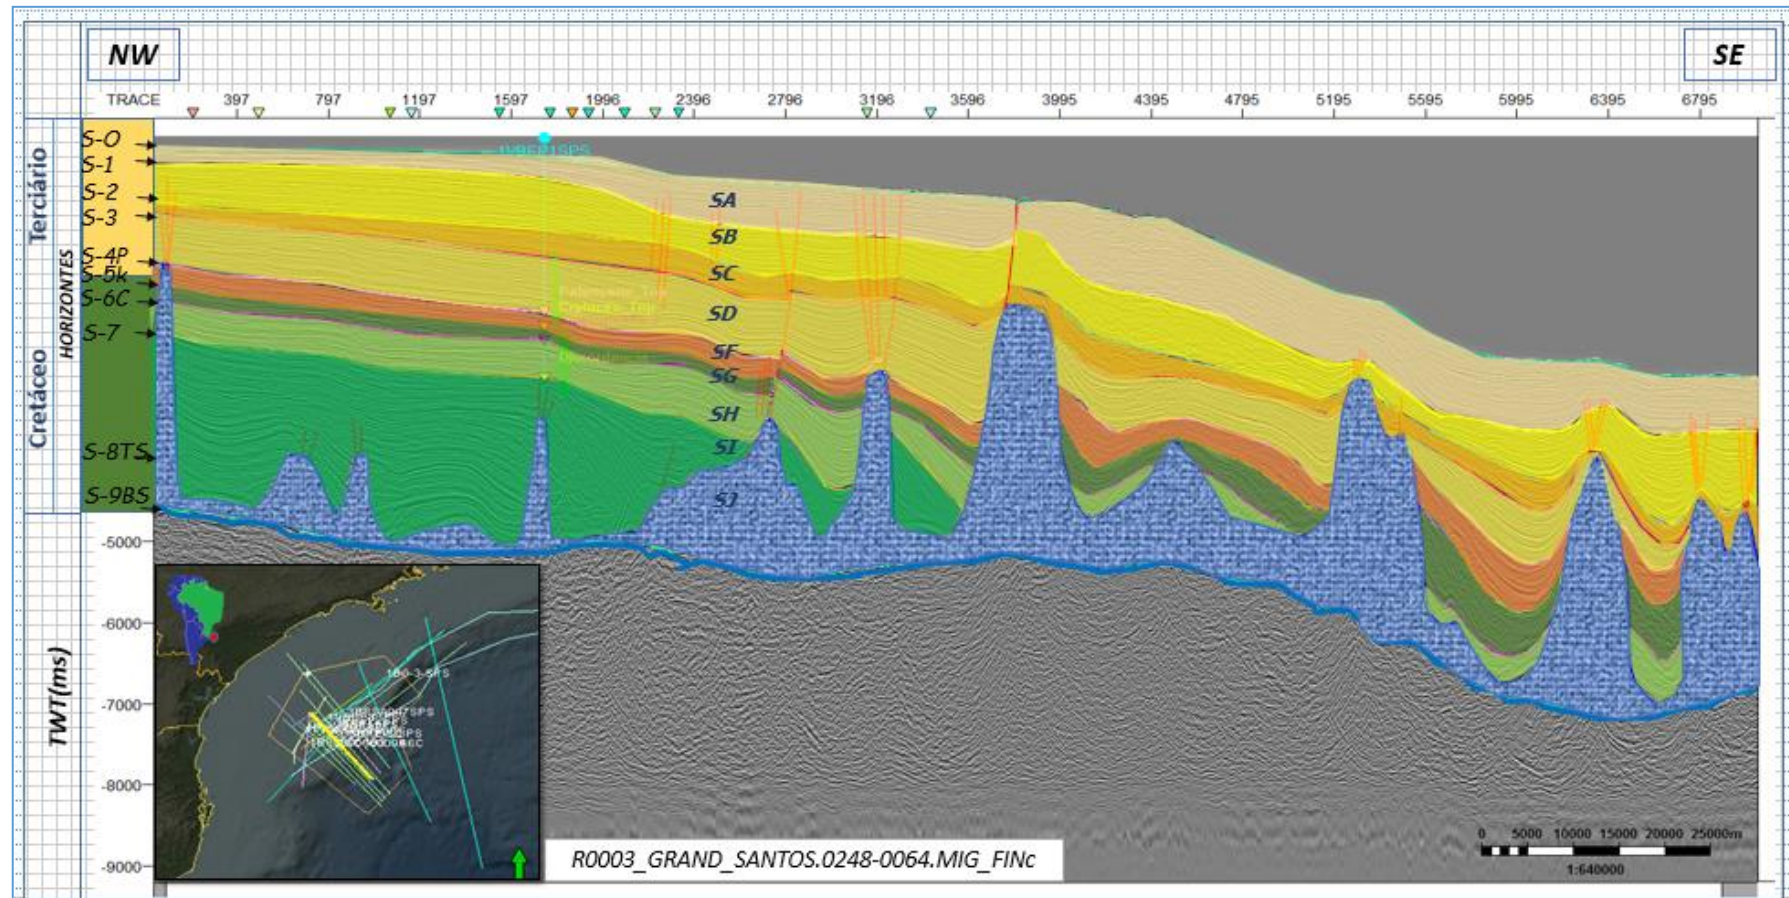 NW
SE
TRACE 397 797 1197 1597 1996 2396 2796 3196 3596 3995 4395 4795 5195 5595 5995 6395 6795
Terciário
Cretáceo
HORIZONTES
S-O
S-1
S-2
S-3
S-4P
S-5k
S-6C
S-7
S-8TS
S-9BS
SA
SB
SC
SD
SF
SG
SH
SI
SJ
TWT(ms)
-5000
-6000
-7000
-8000
-9000
R0003_GRAND_SANTOS.0248-0064.MIG_FINc
0 5000 10000 15000 20000 25000m
1:640000